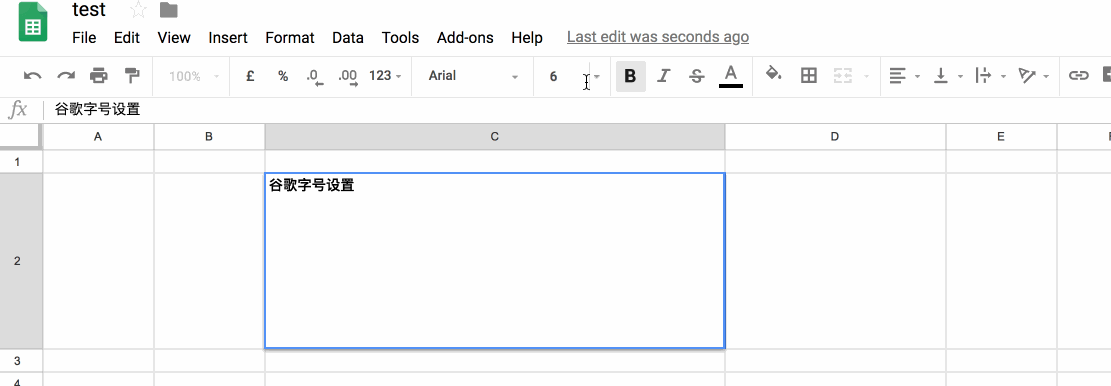 test
File Edit View Insert Format Data Tools Add-ons Help Last edit was seconds ago
100% £ % .0 .00 123 Arial 6 B I S A
fx 谷歌字号设置
A B C D E
1
谷歌字号设置
2
3
4